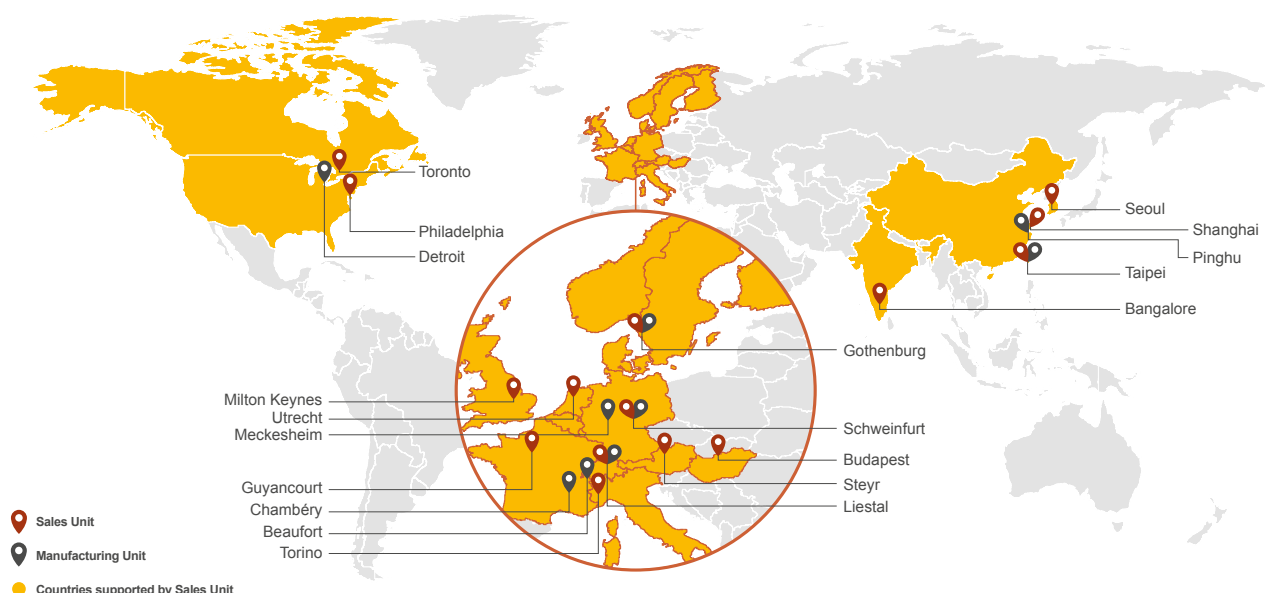 Toronto
Philadelphia
Detroit
Seoul
Shanghai
Pinghu
Taipei
Bangalore
Gothenburg
Milton Keynes
Utrecht
Meckesheim
Schweinfurt
Budapest
Steyr
Liestal
Guyancourt
Chambéry
Beaufort
Torino
Sales Unit
Manufacturing Unit
Countries supported by Sales Unit